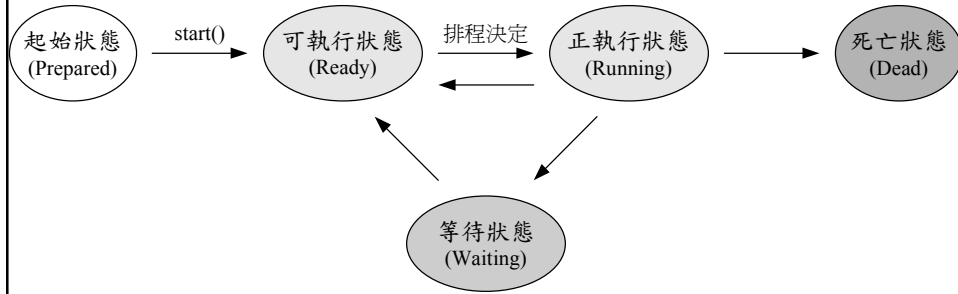 起始狀態
(Prepared)
start()
可執行狀態
(Ready)
排程決定
正執行狀態
(Running)
死亡狀態
(Dead)
等待狀態
(Waiting)